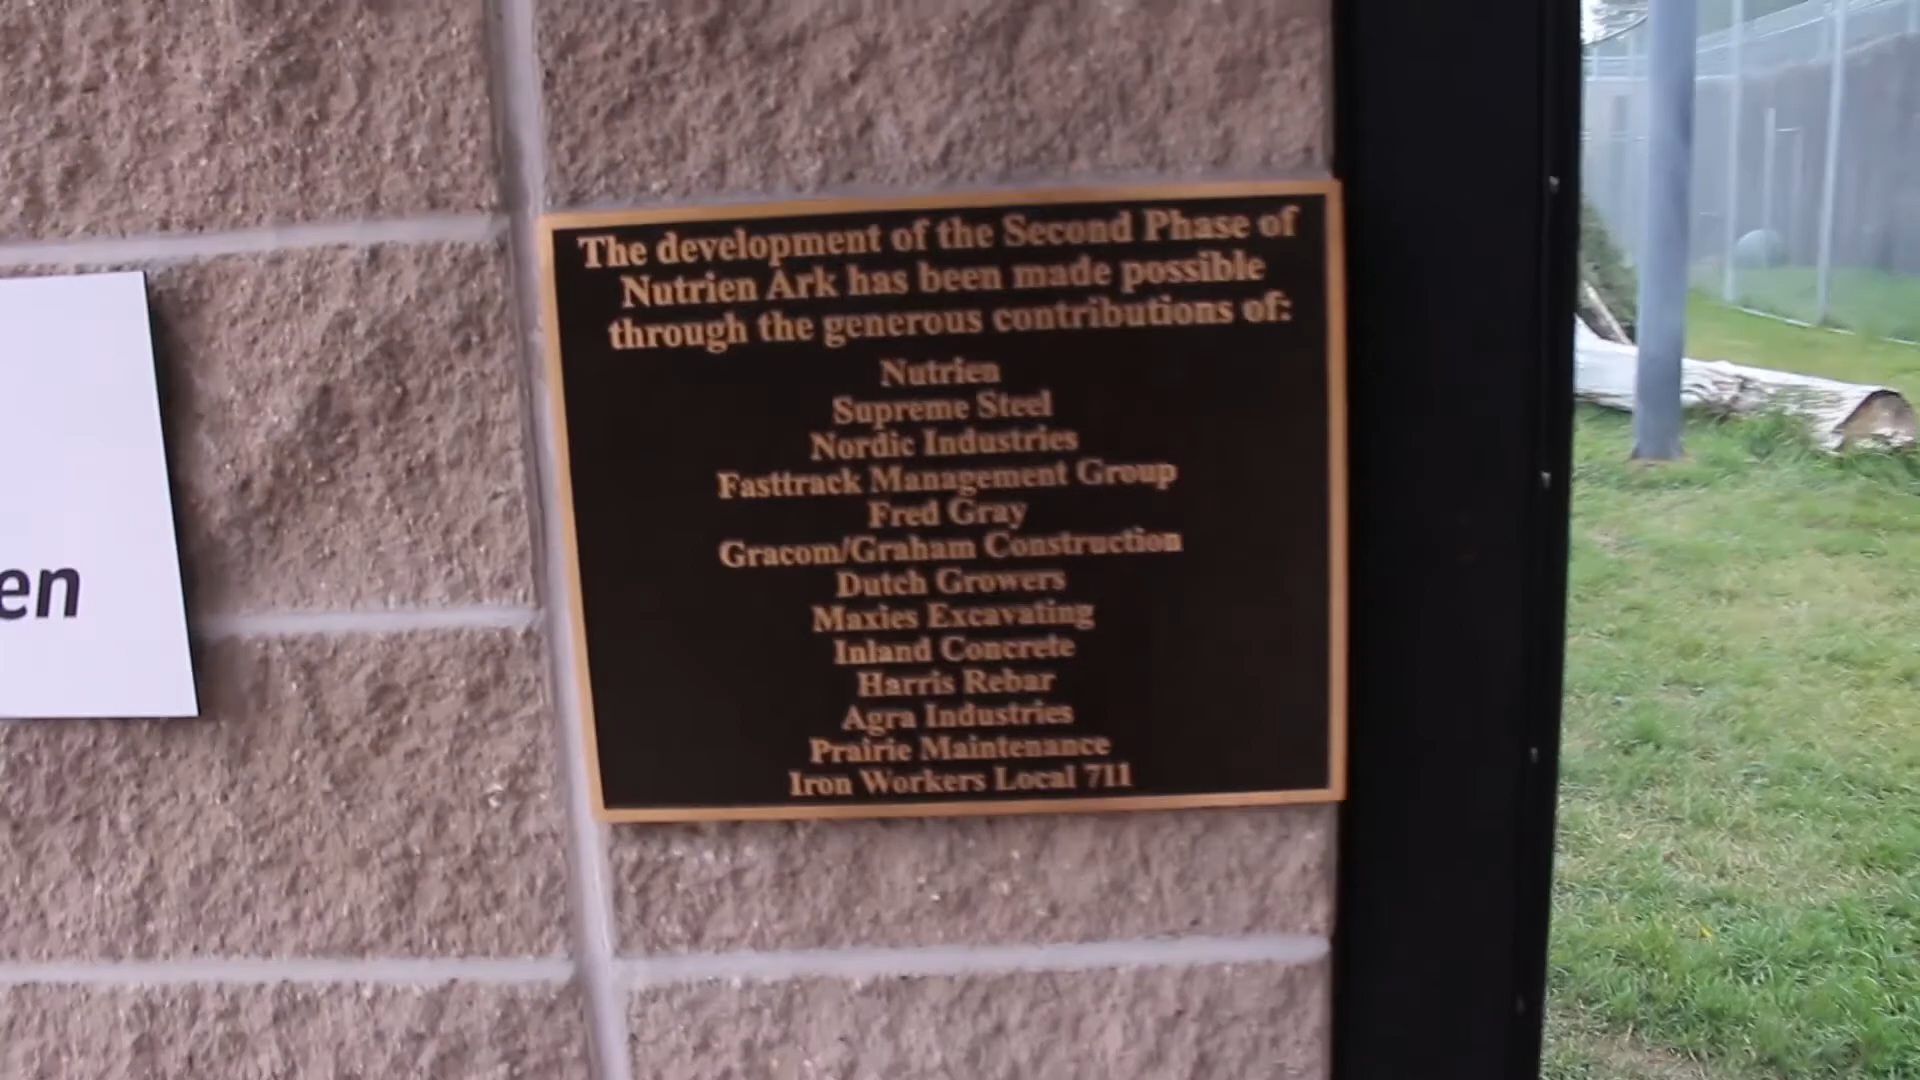 en
The development of the Second Phase of
Nutrien Ark has been made possible
through the generous contributions of:
Nutrien
Supreme Steel
Nordic Industries
Fasttrack Management Group
Fred Gray
Gracom/Graham Construction
Dutch Growers
Maxies Excavating
Inland Concrete
Harris Rebar
Agra Industries
Prairie Maintenance
Iron Workers Local 711